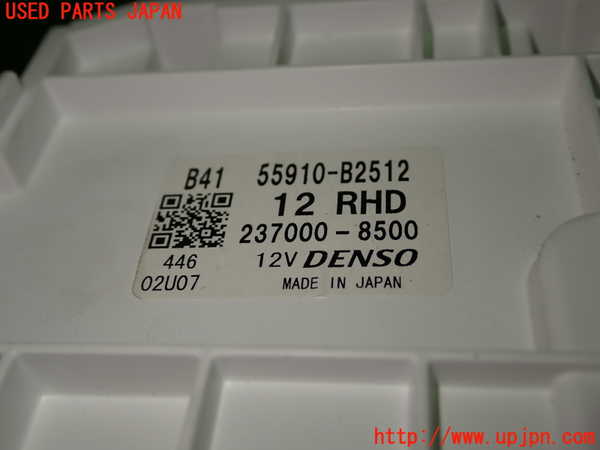 USED PARTS JAPAN
B41 55910-B2512
12 RHD
237000-8500
446 12V DENSO
02U07 MADE IN JAPAN
http://www.upjpn.com/